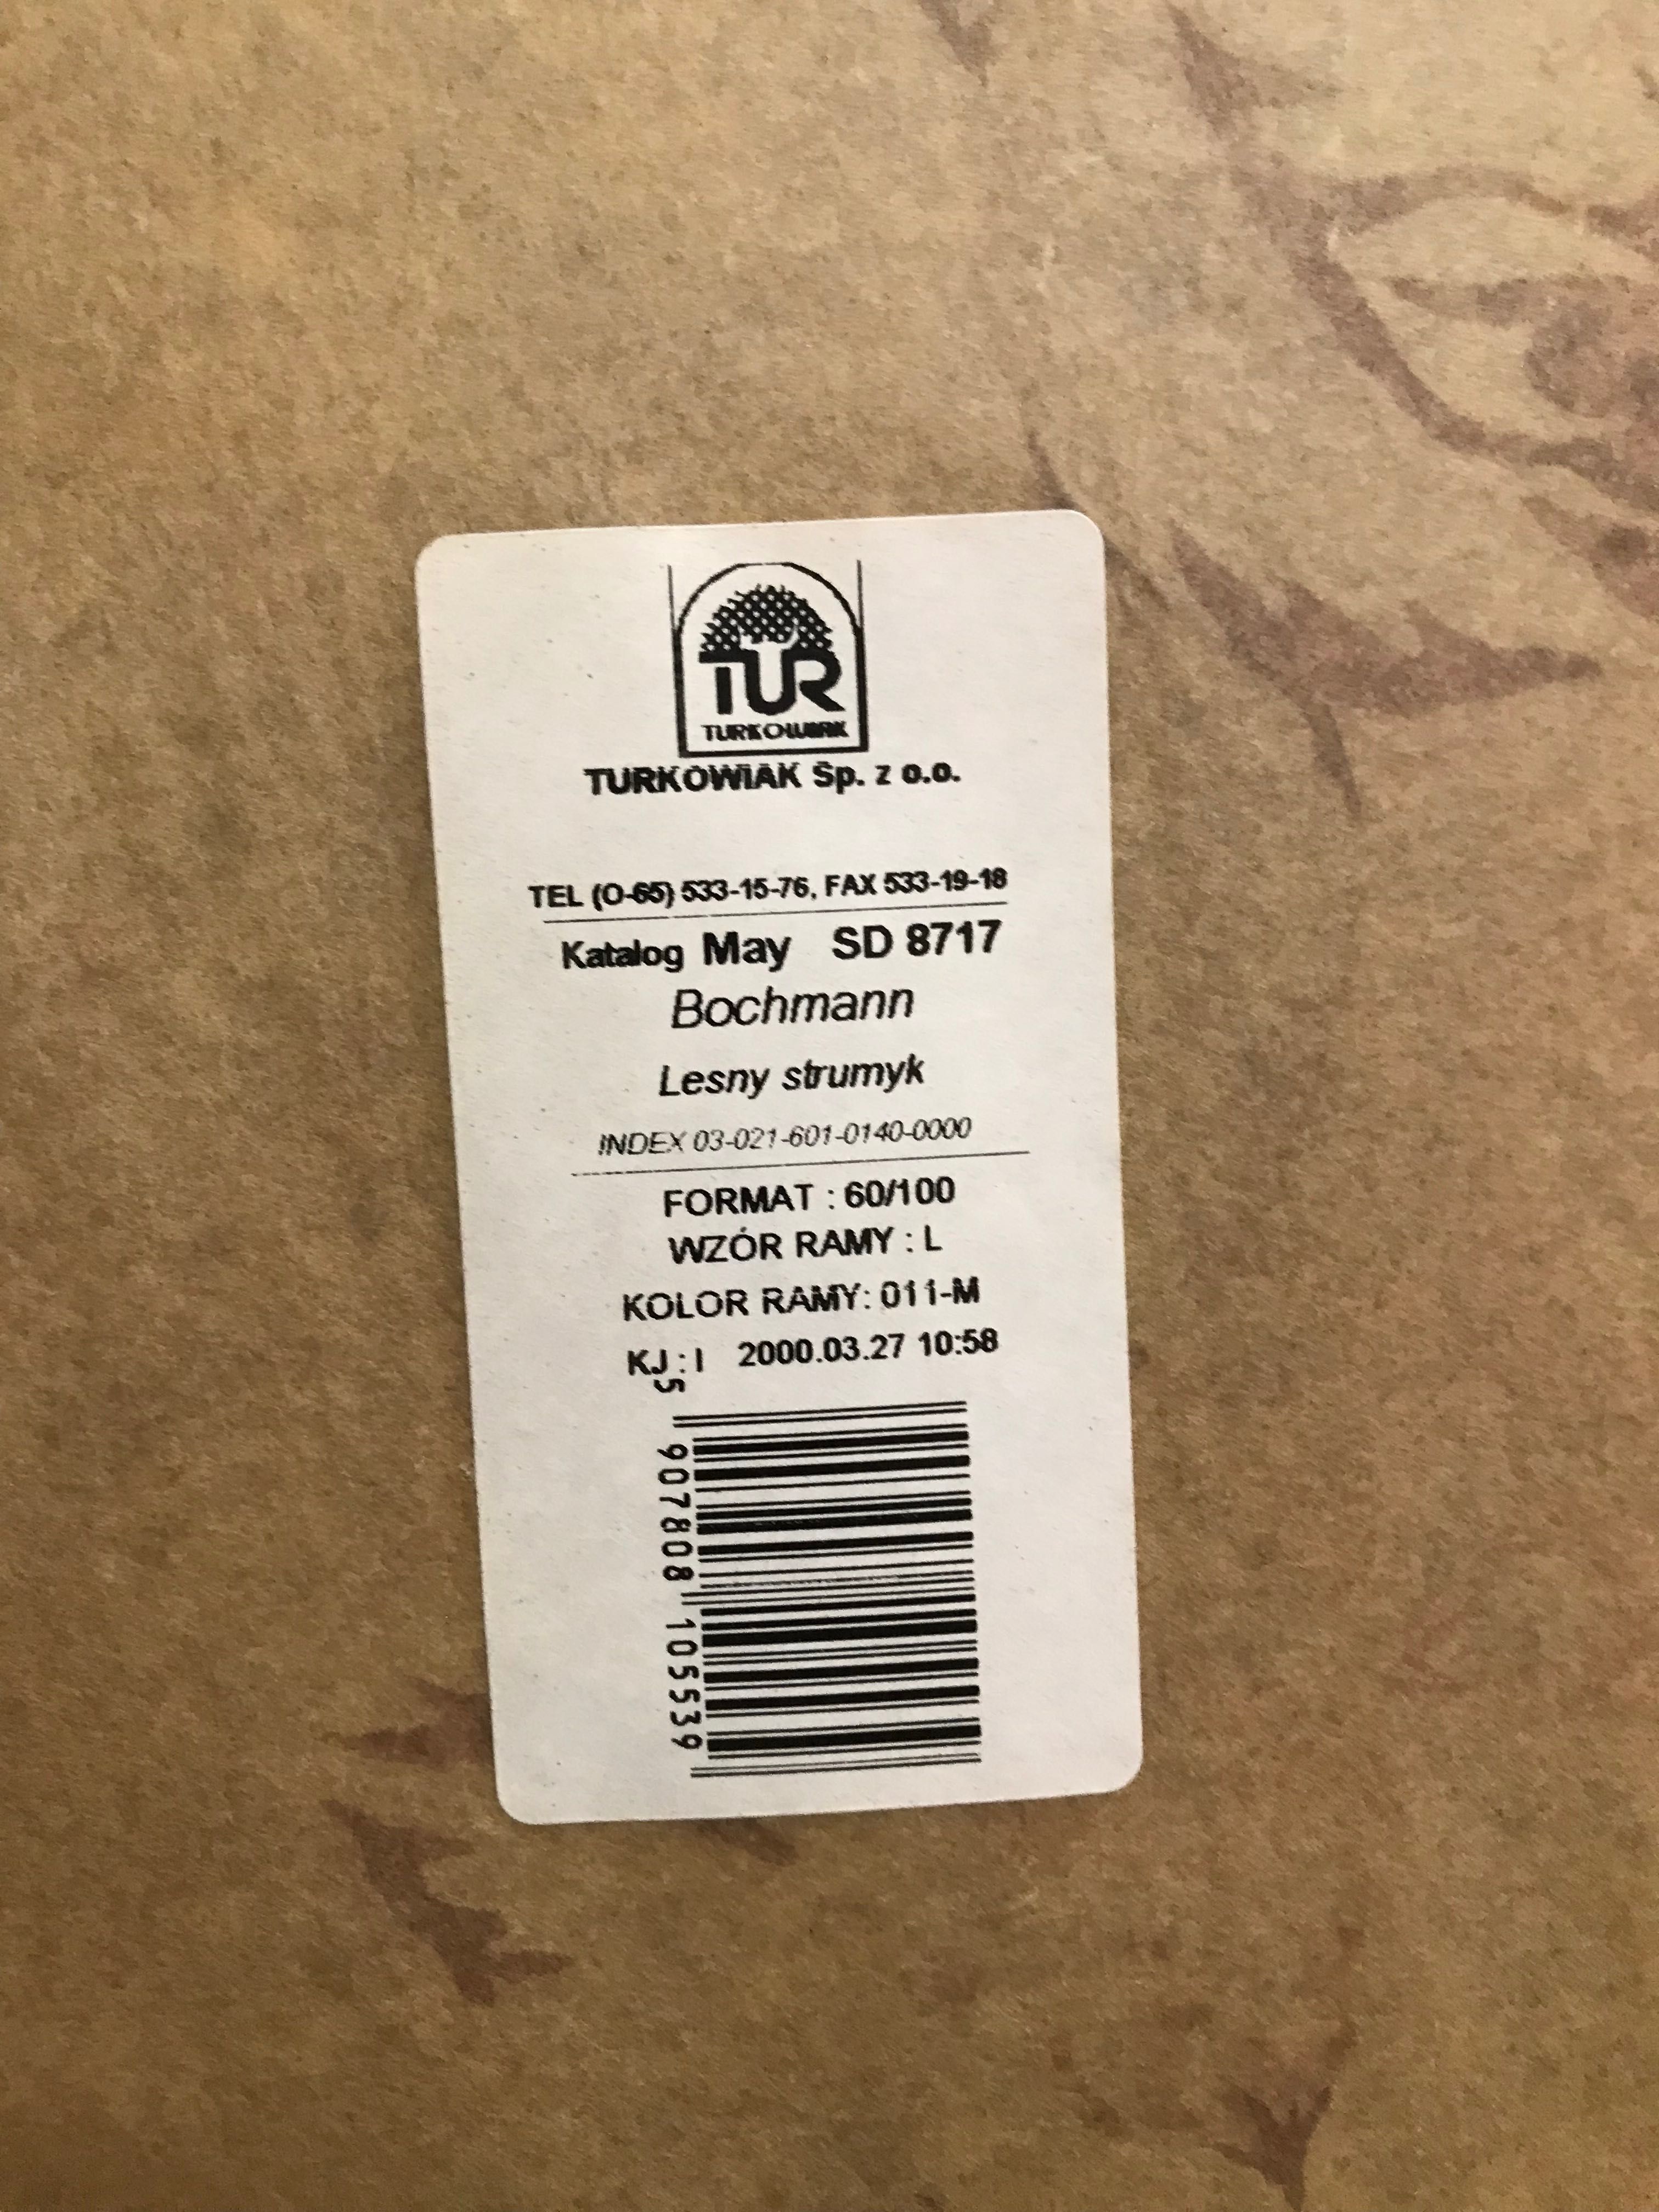 TUR
TURKOWIAK
TURKOWIAK Sp. z o.o.
TEL (O-65) 533-15-76, FAX 533-19-18
Katalog May SD 8717
Bochmann
Lesny strumyk
INDEX 03-021-601-0140-0000
FORMAT : 60/100
WZÓR RAMY : L
KOLOR RAMY: 011-M
KJ : I 2000.03.27 10:58
5 907808 105539